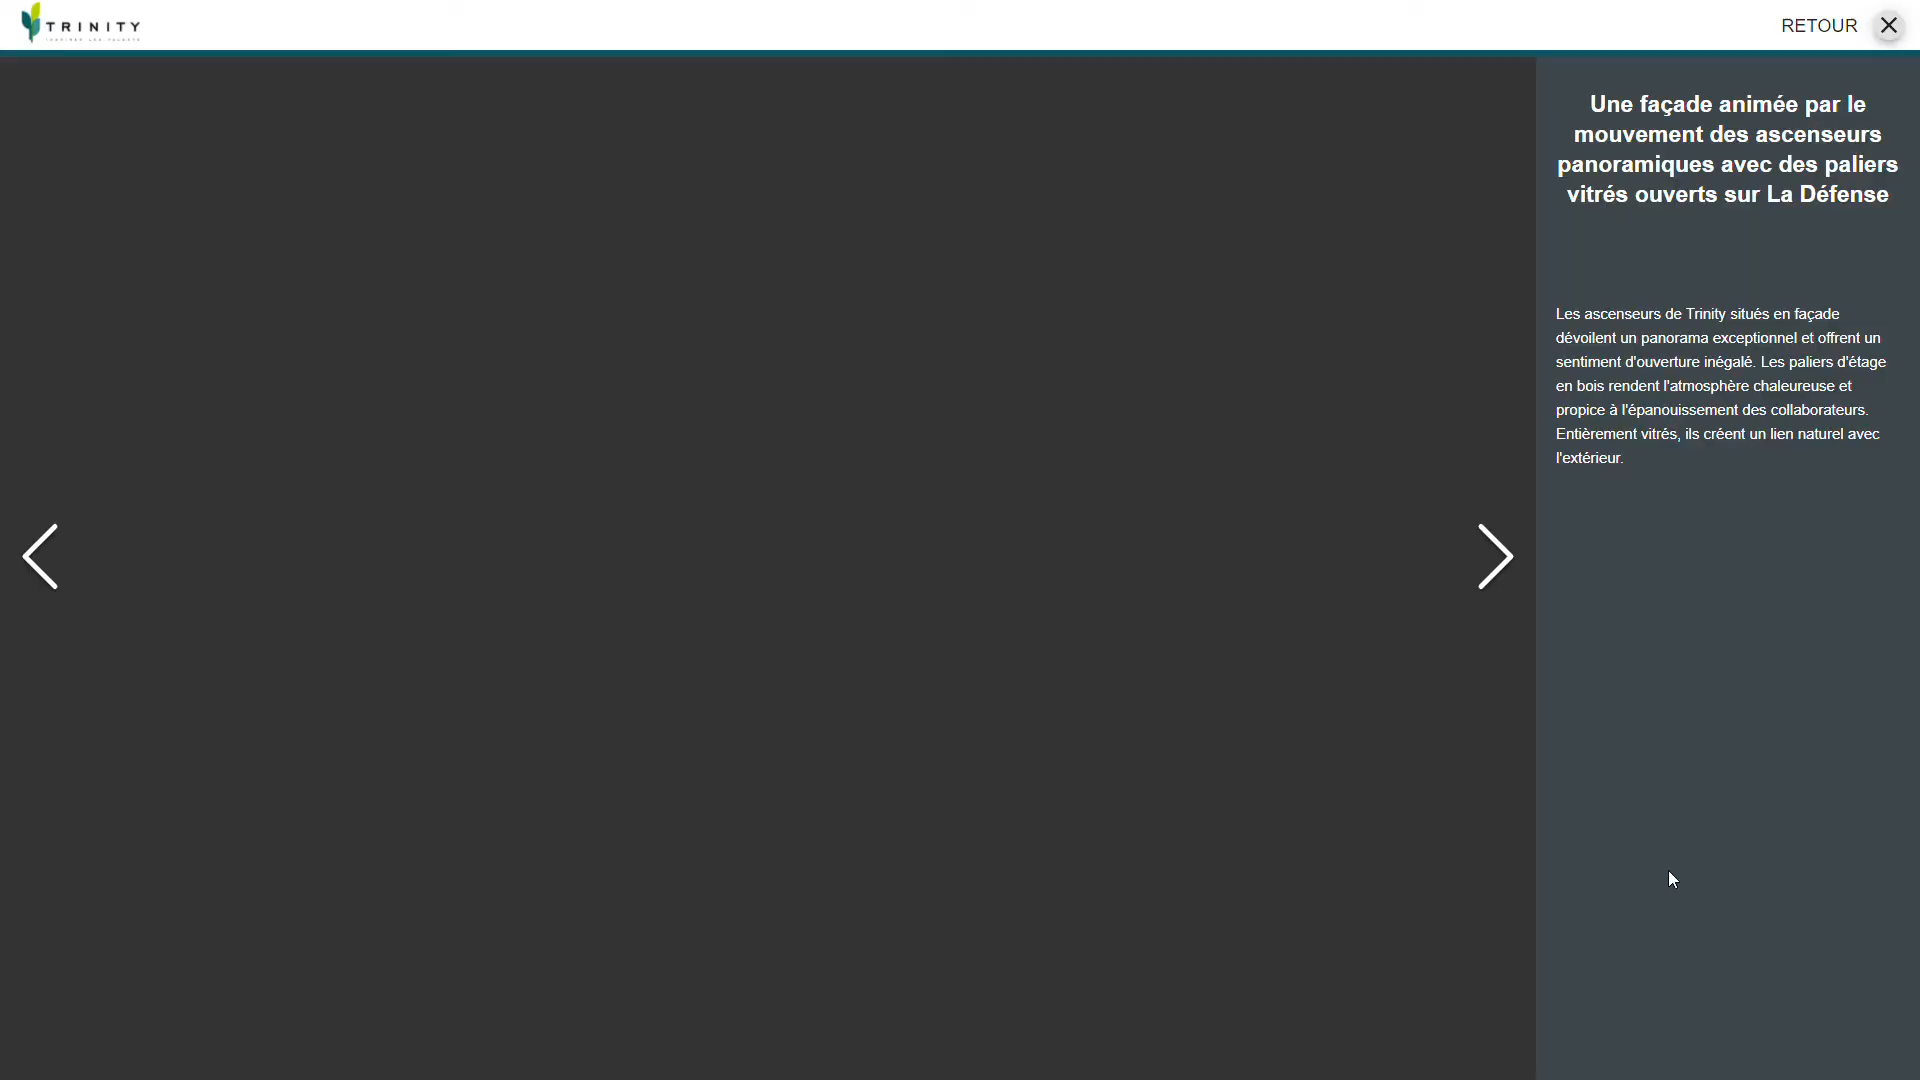 TRINITY
RETOUR
Une façade animée par le
mouvement des ascenseurs
panoramiques avec des paliers
vitrés ouverts sur La Défense
Les ascenseurs de Trinity situés en façade
dévoilent un panorama exceptionnel et offrent un
sentiment d'ouverture inégalé. Les paliers d'étage
en bois rendent l'atmosphère chaleureuse et
propice à l'épanouissement des collaborateurs.
Entièrement vitrés, ils créent un lien naturel avec
l'extérieur.